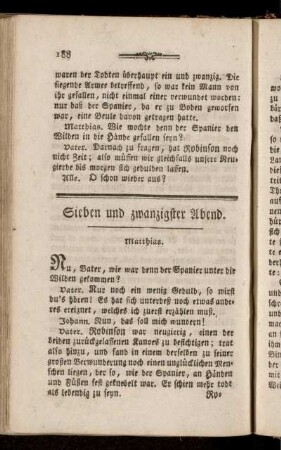 188
waren der Todten überhaupt ein und zwanzig. Die
siegende Armee betreffend, so war kein Mann von
ihr gefallen, nicht einmal einer verwundet worden:
nur daß der Spanier, da er zu Boden geworfen
war, eine Beule davon getragen hatte.
Matthias. Wie mochte denn der Spanier den
Wilden in die Hände gefallen seyn?
Vater. Darnach zu fragen, hat Robinson noch
nicht Zeit; also müssen wir gleichfalls unsere Neu-
gierde bis morgen sich gedulden lassen.
Alle. O schon wieder aus?
Sieben und zwanzigster Abend.
Matthias.
Nu, Vater, wie war denn der Spanier unter die
Wilden gekommen?
Vater. Nur noch ein wenig Geduld, so wirst
du's hören! Es hat sich unterdeß noch etwas ande-
res ereignet, welches ich zuerst erzählen muß.
Johann. Nun, das soll mich wundern!
Vater. Robinson war neugierig, einen der
beiden zurückgelassenen Kanoes zu besichtigen; trat
also hinzu, und fand in einem derselben zu seiner
großen Verwunderung noch einen unglücklichen Men-
schen liegen, der so, wie der Spanier, an Händen
und Füßen fest geknebelt war. Er schien mehr todt
als lebendig zu seyn.
Ro-